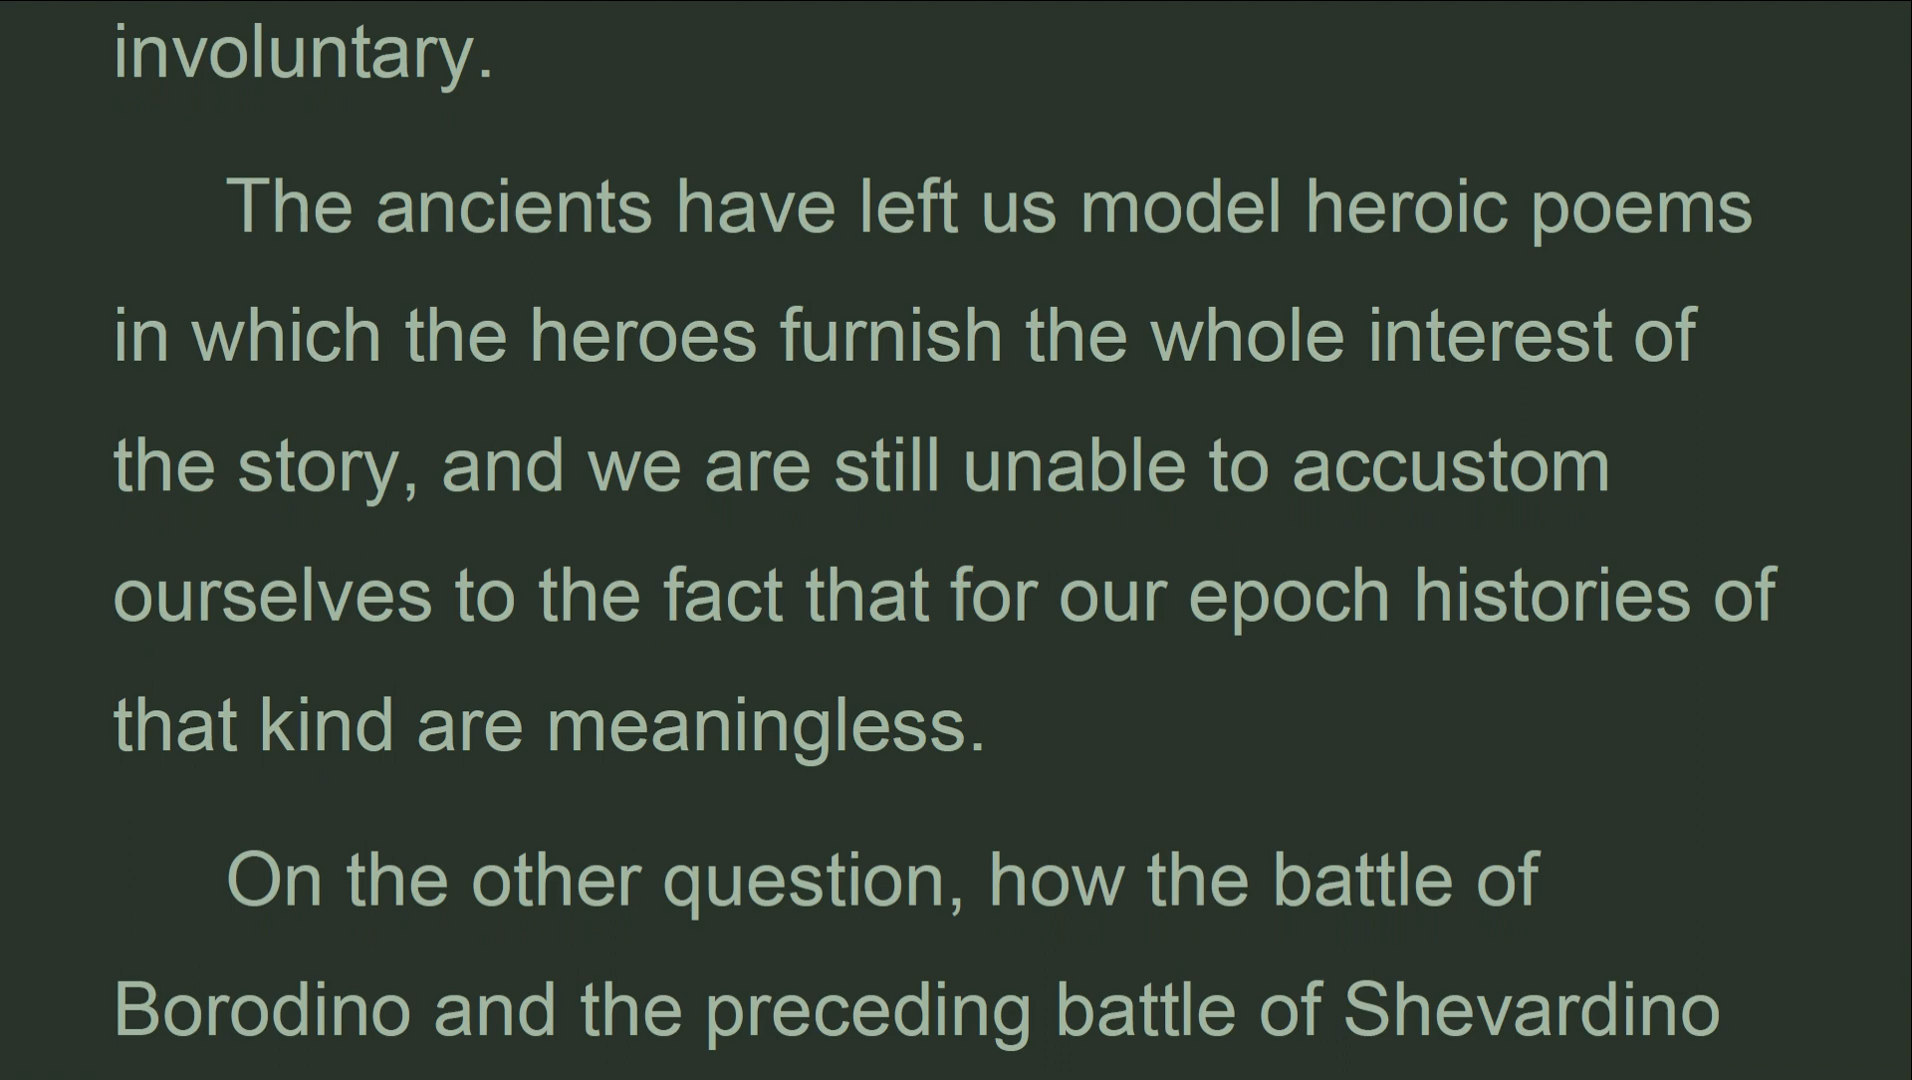 involuntary.
The ancients have left us model heroic poems
in which the heroes furnish the whole interest of
the story, and we are still unable to accustom
ourselves to the fact that for our epoch histories of
that kind are meaningless.
On the other question, how the battle of
Borodino and the preceding battle of Shevardino